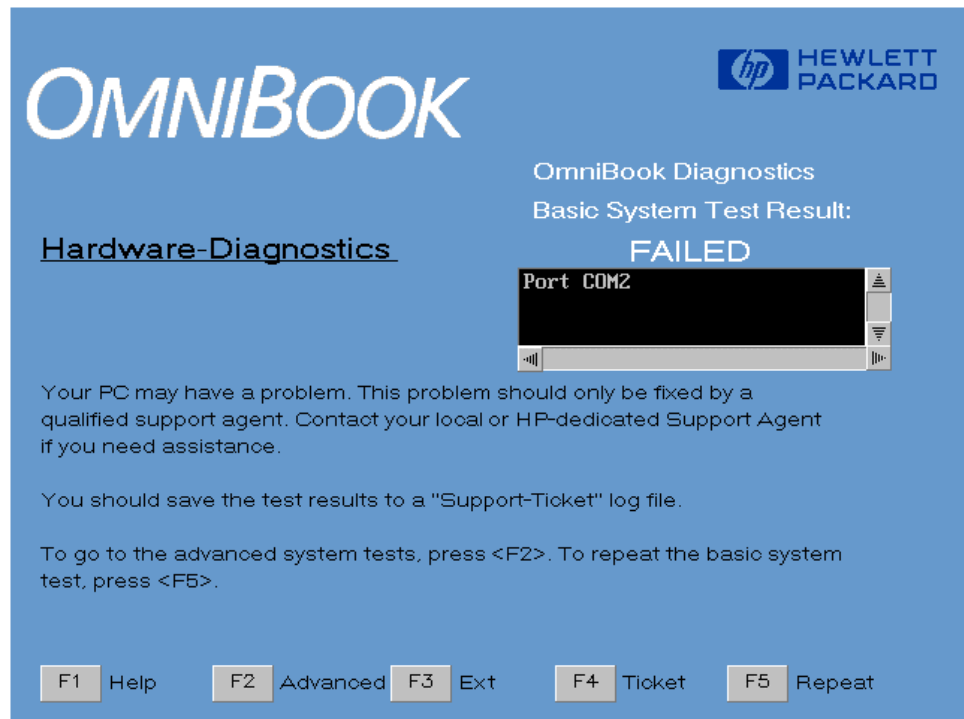 OMNIBOOK
hp HEWLETT
PACKARD
OmniBook Diagnostics
Basic System Test Result:
Hardware-Diagnostics
FAILED
Port COM2
Your PC may have a problem. This problem should only be fixed by a
qualified support agent. Contact your local or HP-dedicated Support Agent
if you need assistance.
You should save the test results to a "Support-Ticket" log file.
To go to the advanced system tests, press <F2>. To repeat the basic system
test, press <F5>.
F1 Help F2 Advanced F3 Ext F4 Ticket F5 Repeat